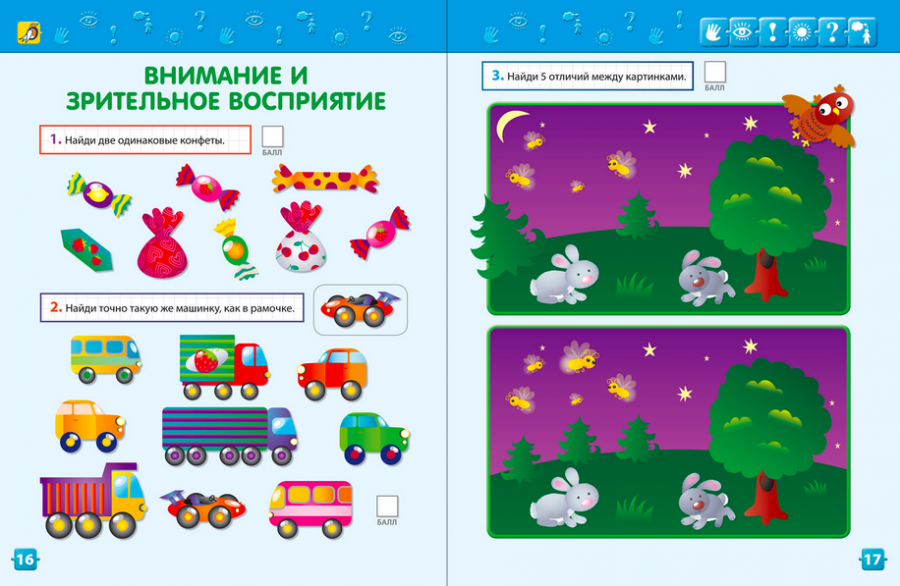 ВНИМАНИЕ И
ЗРИТЕЛЬНОЕ ВОСПРИЯТИЕ
1. Найди две одинаковые конфеты.
БАЛЛ
2. Найди точно такую же машинку, как в рамочке.
БАЛЛ
16
3. Найди 5 отличий между картинками.
БАЛЛ
17